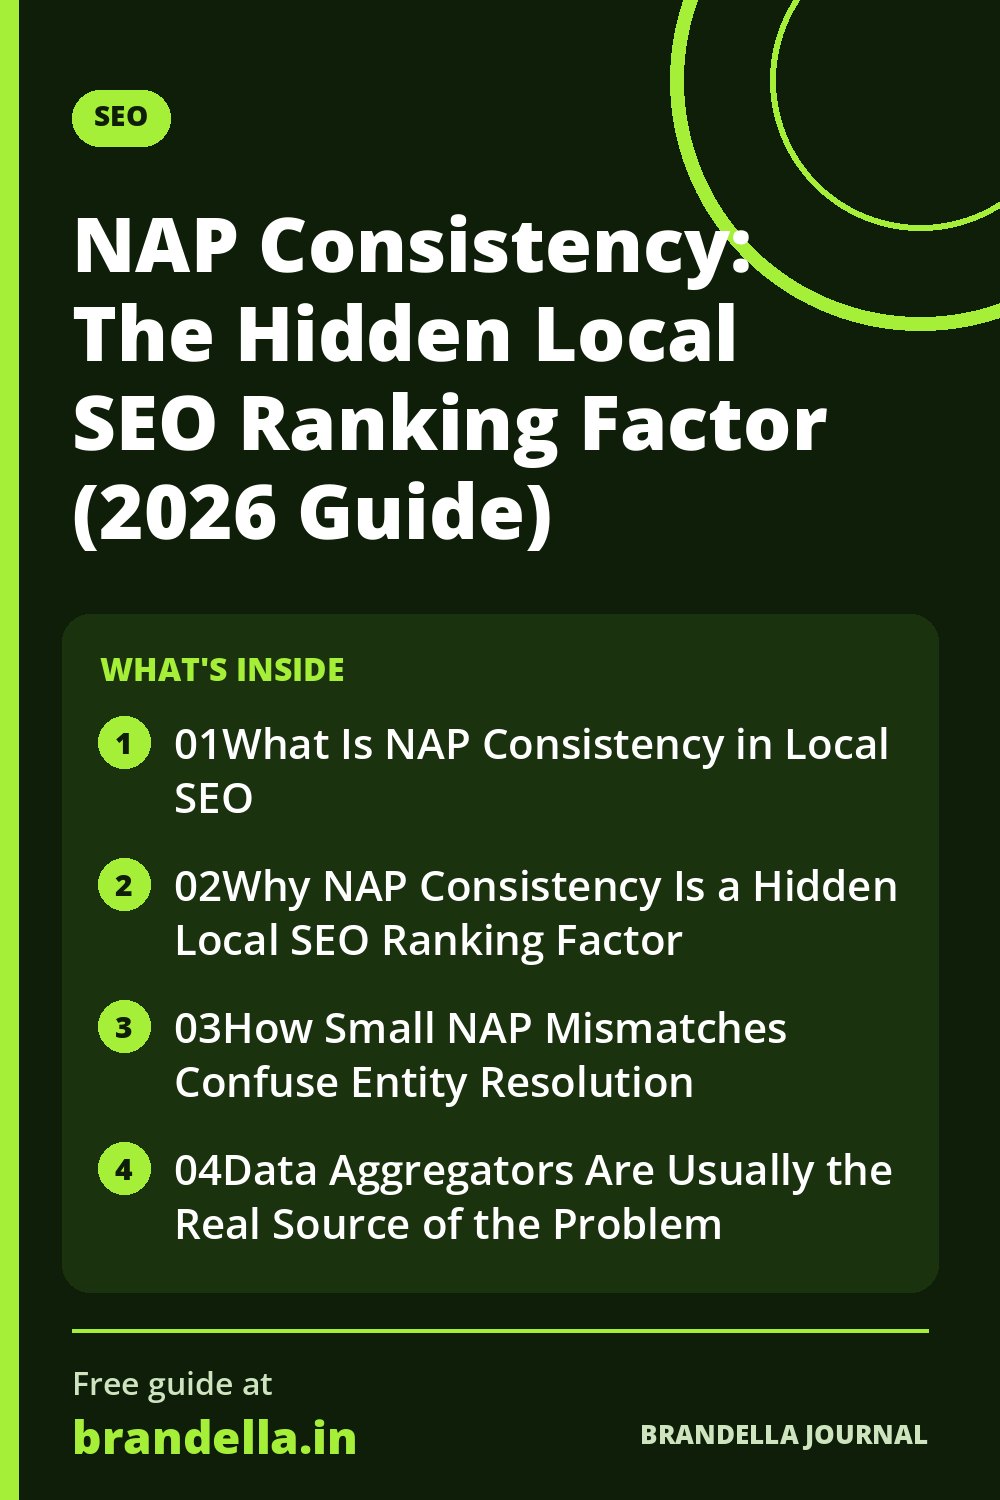 SEO
NAP Consistency:
The Hidden Local
SEO Ranking Factor
(2026 Guide)
WHAT'S INSIDE
1 01What Is NAP Consistency in Local
SEO
2 02Why NAP Consistency Is a Hidden
Local SEO Ranking Factor
3 03How Small NAP Mismatches
Confuse Entity Resolution
4 04Data Aggregators Are Usually the
Real Source of the Problem
Free guide at
brandella.in
BRANDELLA JOURNAL